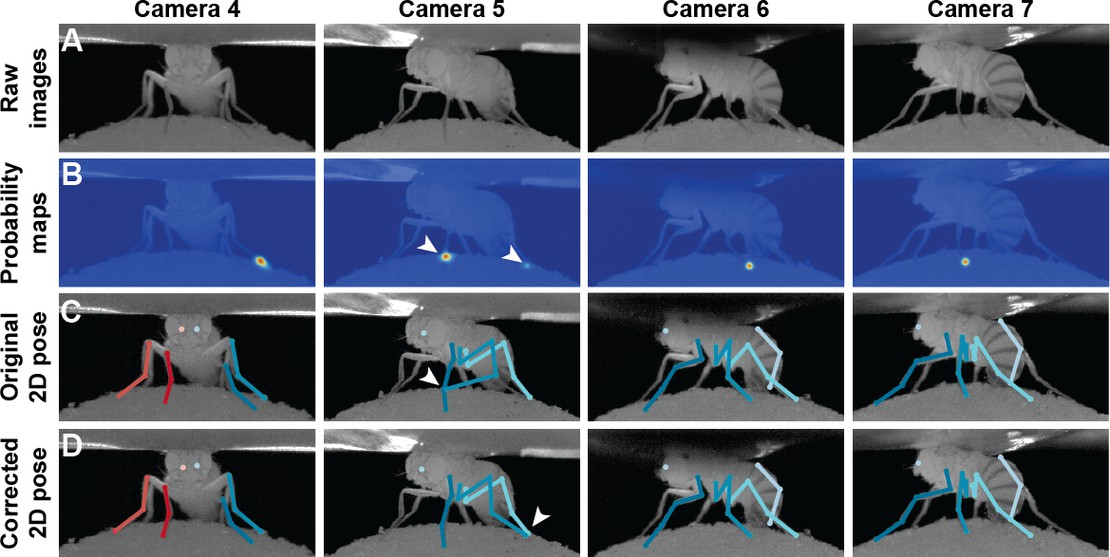 Camera 4 Camera 5 Camera 6 Camera 7
Raw
images
A
Probability
maps
B
Original
2D pose
C
Corrected
2D pose
D